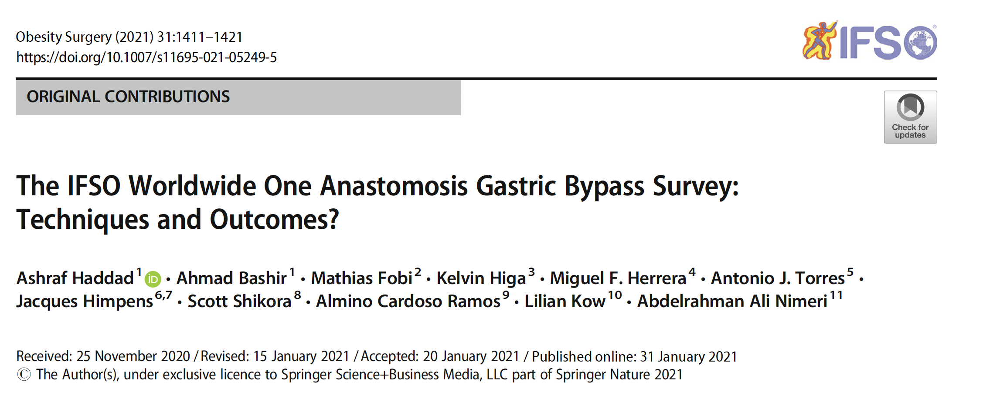 Obesity Surgery (2021) 31:1411–1421
https://doi.org/10.1007/s11695-021-05249-5
IFSO®
ORIGINAL CONTRIBUTIONS
Check for
updates
The IFSO Worldwide One Anastomosis Gastric Bypass Survey:
Techniques and Outcomes?
Ashraf Haddad 1 iD • Ahmad Bashir 1 • Mathias Fobi 2 • Kelvin Higa 3 • Miguel F. Herrera 4 • Antonio J. Torres 5 •
Jacques Himpens 6,7 • Scott Shikora 8 • Almino Cardoso Ramos 9 • Lilian Kow 10 • Abdelrahman Ali Nimeri 11
Received: 25 November 2020 / Revised: 15 January 2021 / Accepted: 20 January 2021 / Published online: 31 January 2021
© The Author(s), under exclusive licence to Springer Science+Business Media, LLC part of Springer Nature 2021